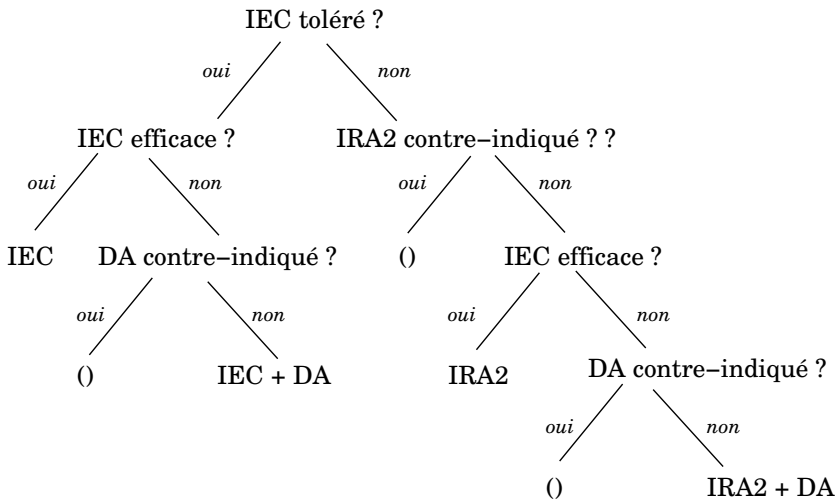 IEC toléré ?
oui non
IEC efficace ? IRA2 contre−indiqué ? ?
oui non oui non
IEC DA contre−indiqué ? () IEC efficace ?
oui non oui non
() IEC + DA IRA2 DA contre−indiqué ?
oui non
() IRA2 + DA